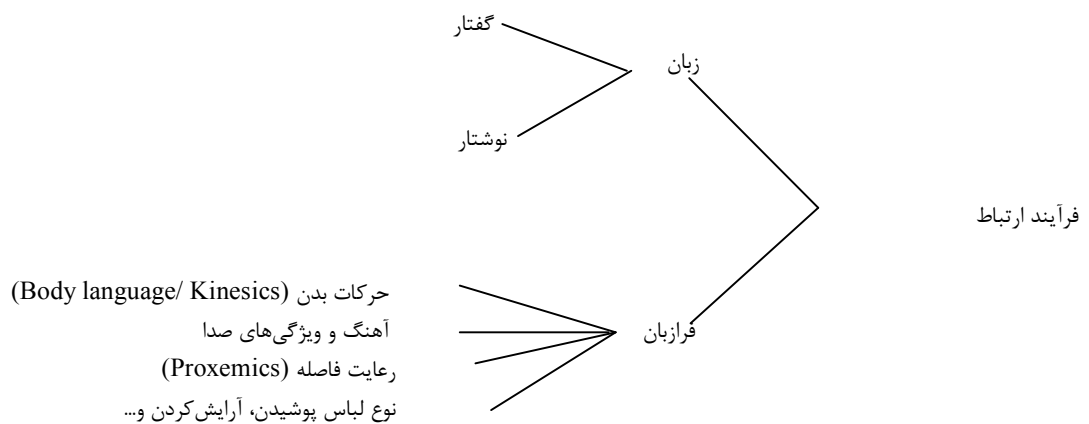 گفتار
زبان
نوشتار
فرآیند ارتباط
حرکات بدن (Body language/ Kinesics)
آهنگ و ویژگی‌های صدا
فرازبان
رعایت فاصله (Proxemics)
نوع لباس پوشیدن، آرایش‌کردن و...